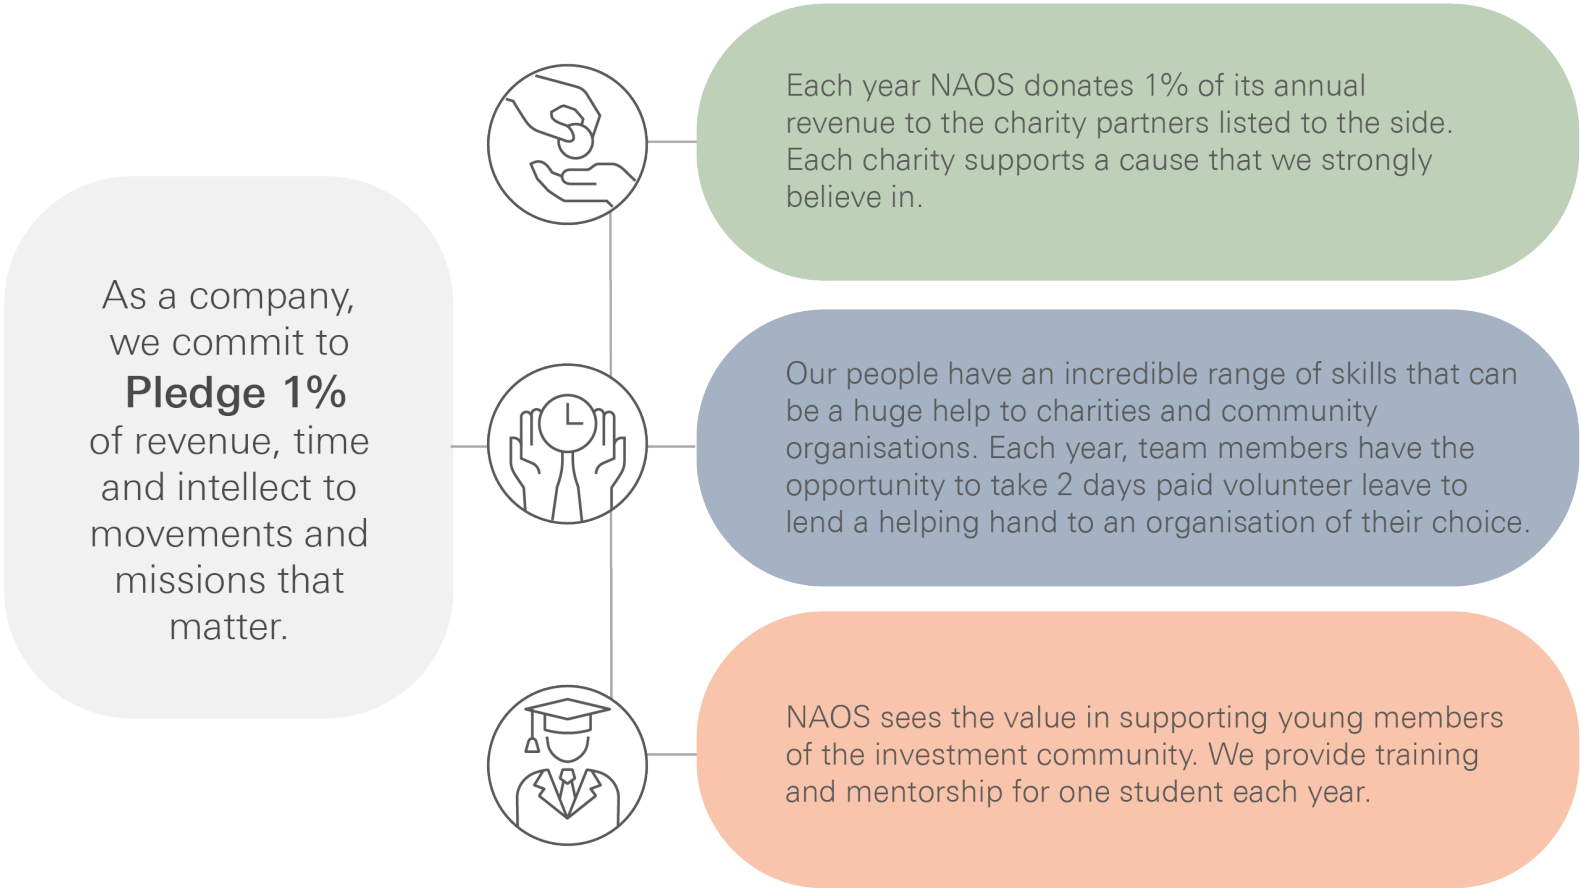 As a company,
we commit to
Pledge 1%
of revenue, time
and intellect to
movements and
missions that
matter.
Each year NAOS donates 1% of its annual
revenue to the charity partners listed to the side.
Each charity supports a cause that we strongly
believe in.
Our people have an incredible range of skills that can
be a huge help to charities and community
organisations. Each year, team members have the
opportunity to take 2 days paid volunteer leave to
lend a helping hand to an organisation of their choice.
NAOS sees the value in supporting young members
of the investment community. We provide training
and mentorship for one student each year.